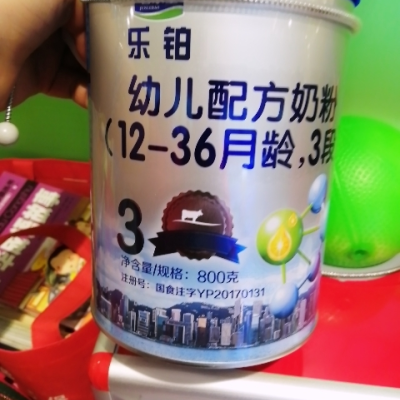 乐铂
幼儿配方奶粉
（12-36月龄,3段
3
净含量/规格: 800克
注册号: 国食注字YP20170131